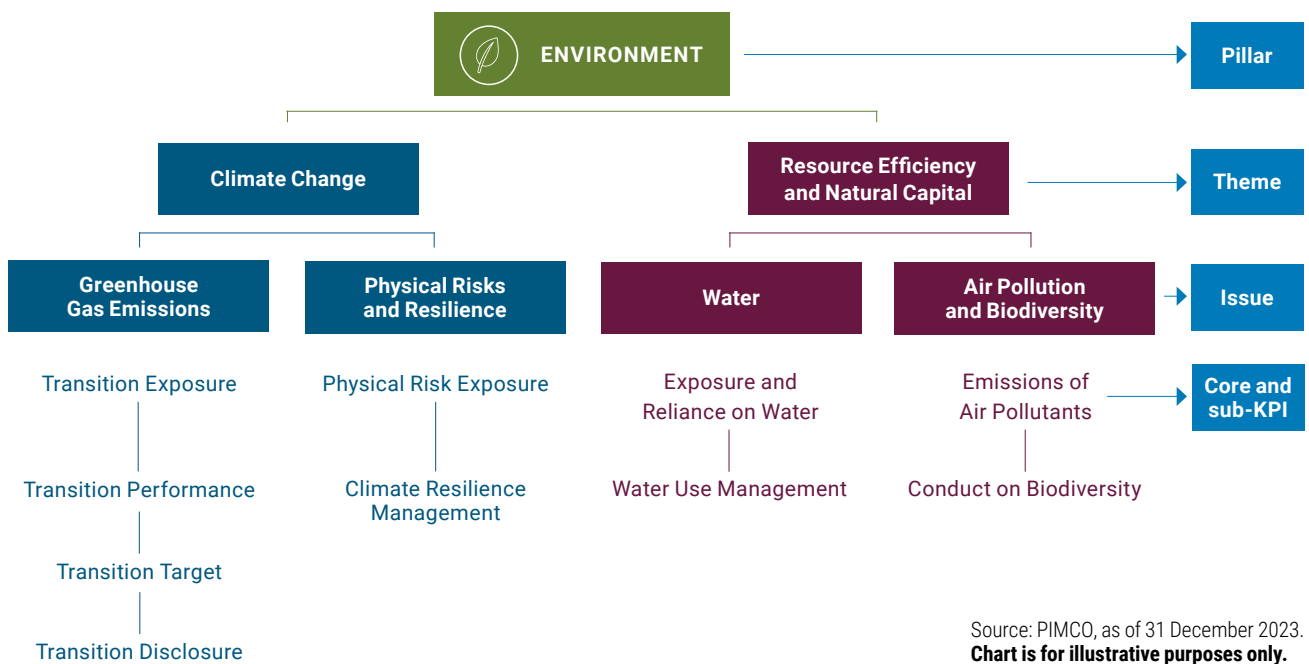 ENVIRONMENT
Pillar
Climate Change
Resource Efficiency
and Natural Capital
Theme
Greenhouse
Gas Emissions
Physical Risks
and Resilience
Water
Air Pollution
and Biodiversity
Issue
Transition Exposure
Physical Risk Exposure
Exposure and
Reliance on Water
Emissions of
Air Pollutants
Core and
sub-KPI
Transition Performance
Climate Resilience
Management
Water Use Management
Conduct on Biodiversity
Transition Target
Transition Disclosure
Source: PIMCO, as of 31 December 2023.
Chart is for illustrative purposes only.